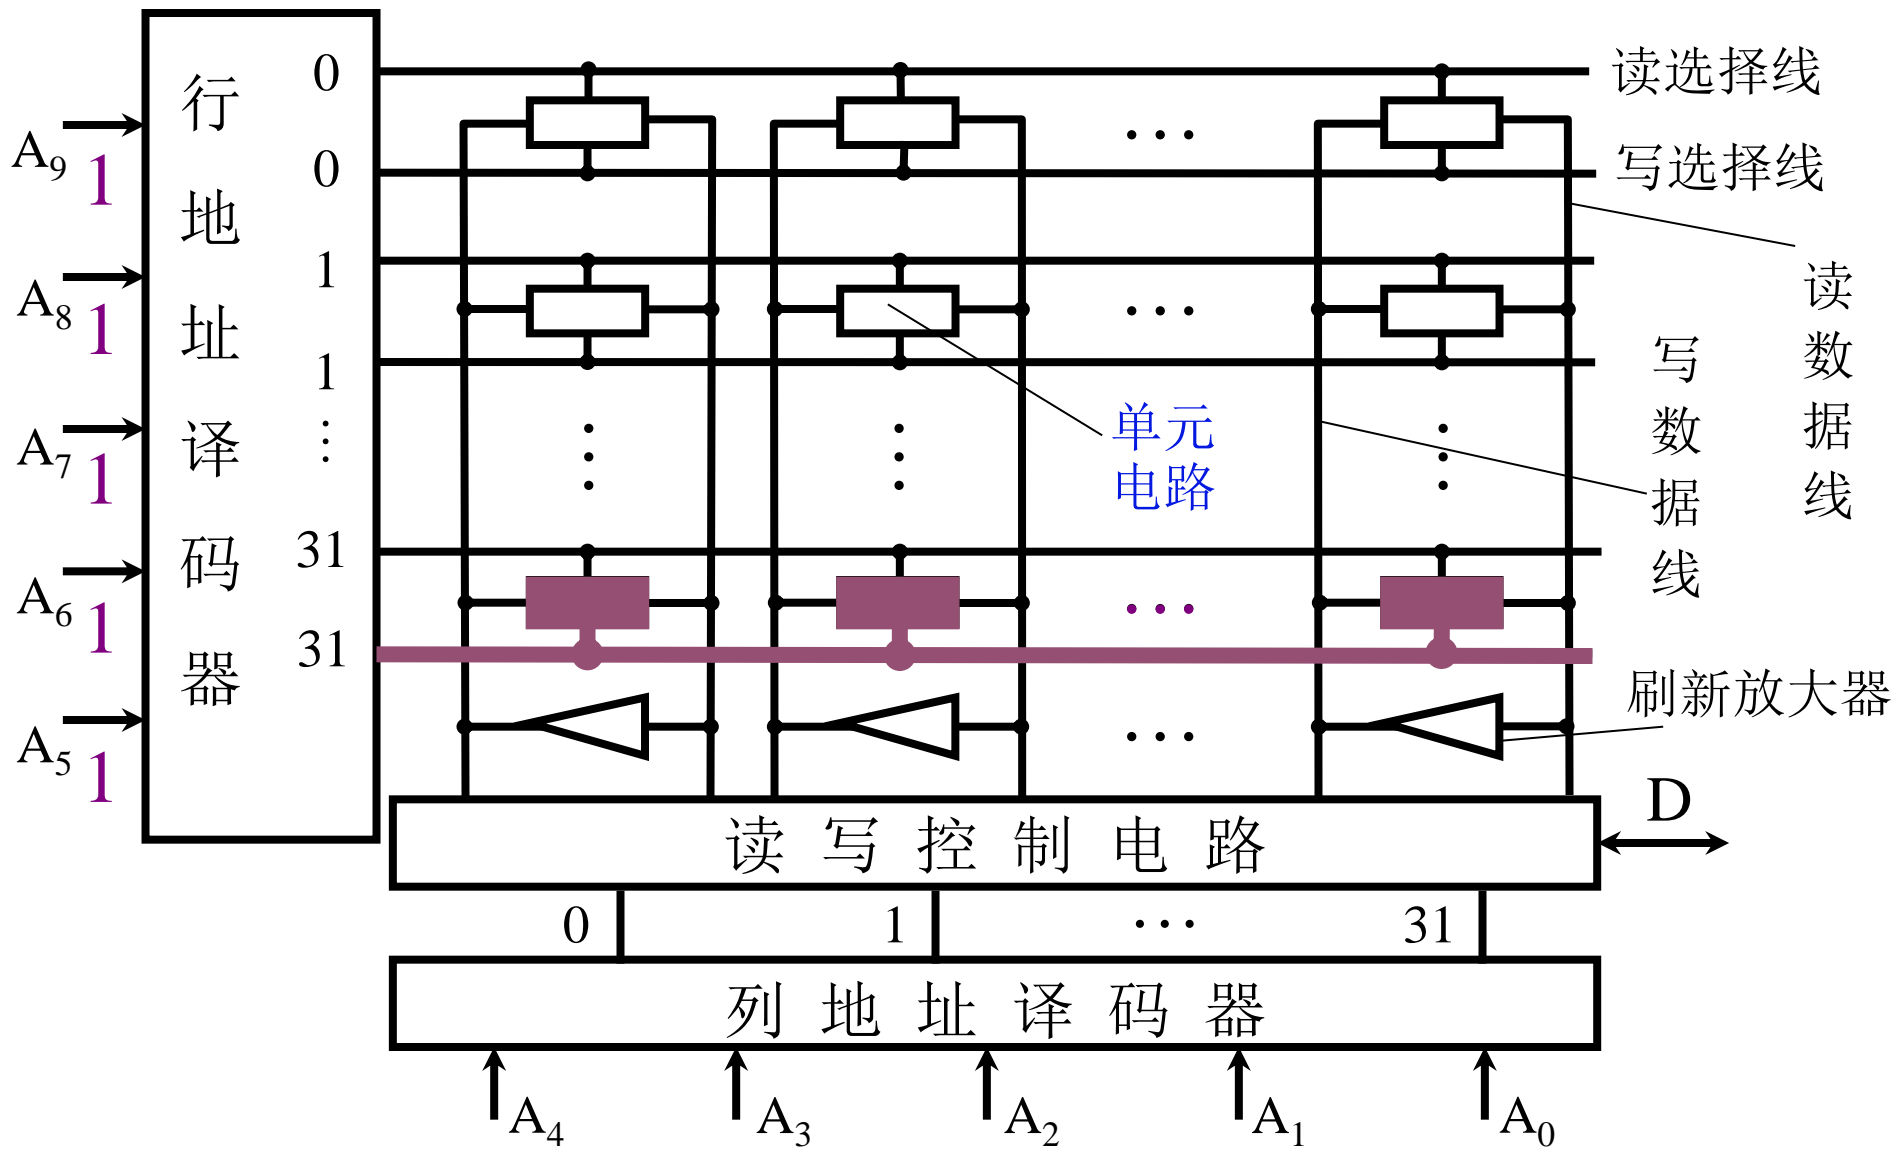 行地址译码器
A9 1
A8 1
A7 1
A6 1
A5 1
0
0
1
1
⋮
31
31
读选择线
写选择线
读数据线
写数据线
单元
电路
···
···
···
···
刷新放大器
D
读写控制电路
0 1 ··· 31
列地址译码器
A4 A3 A2 A1 A0